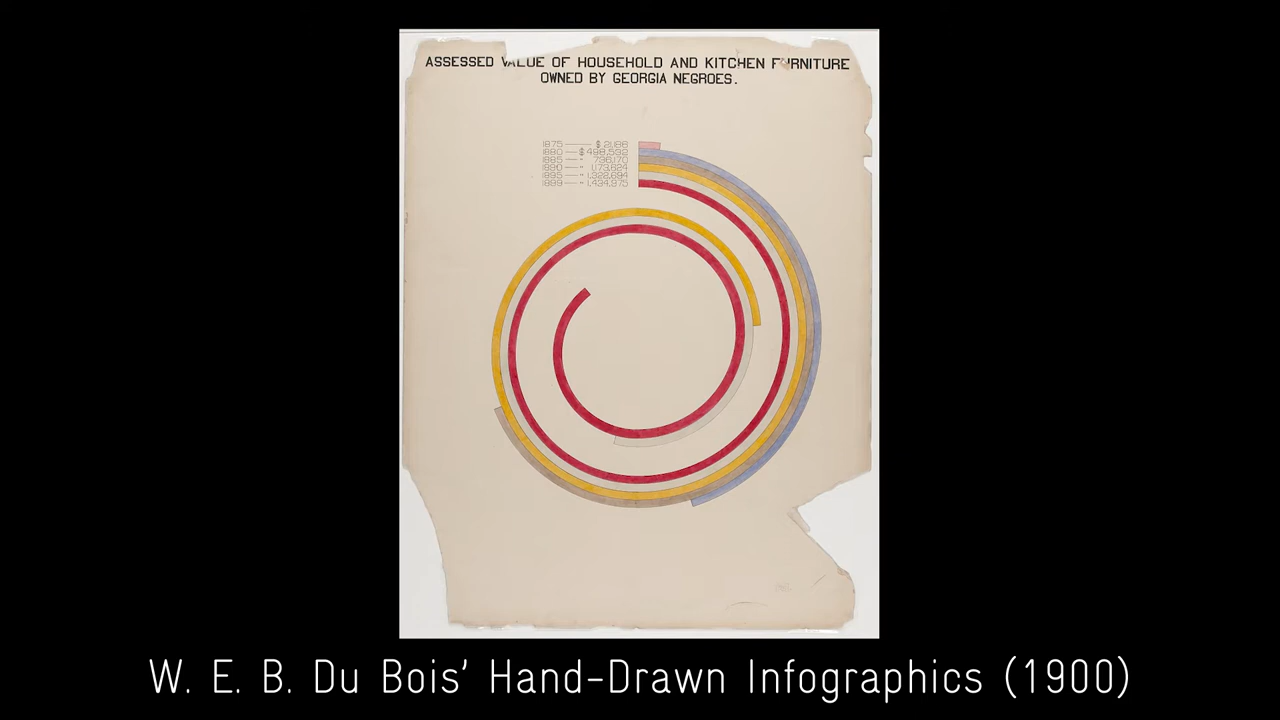 ASSESSED VALUE OF HOUSEHOLD AND KITCHEN FURNITURE
OWNED BY GEORGIA NEGROES.
1875 — $ 21,186
1880 — $ 498,532
1885 — " 736,170
1890 — " 1,173,624
1895 — " 1,322,694
1899 — " 1,434,975
W. E. B. Du Bois' Hand-Drawn Infographics (1900)